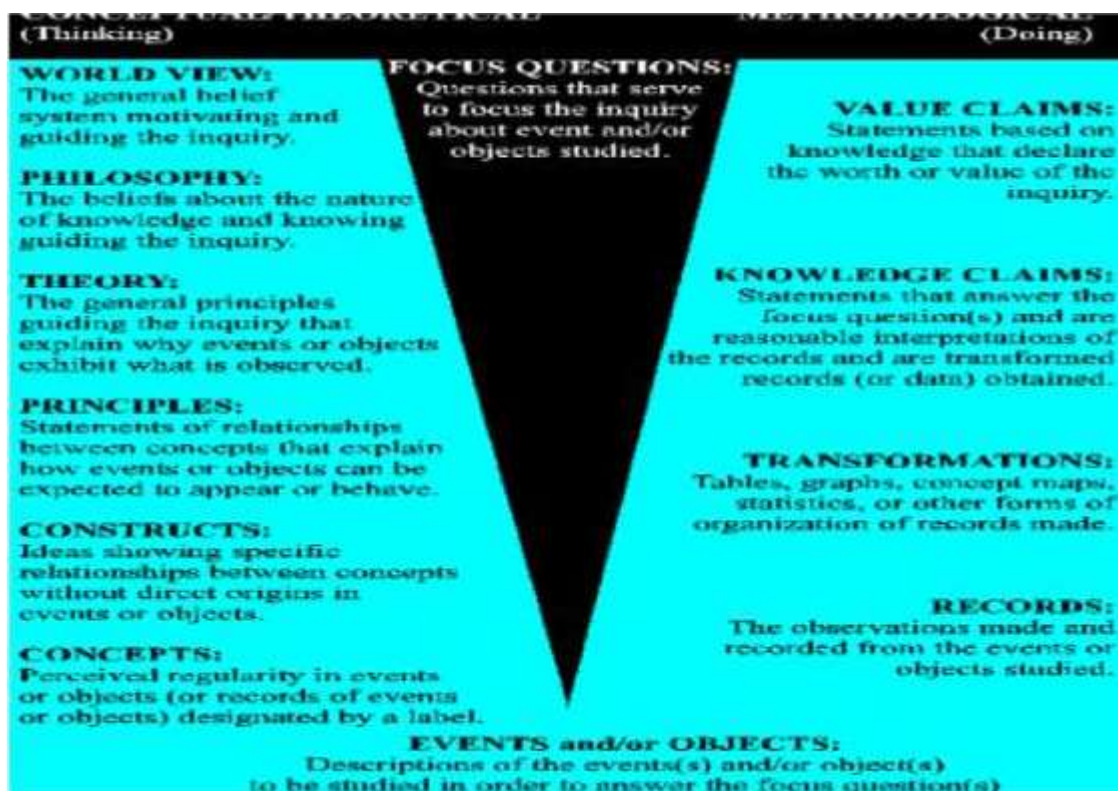 CONCEPTUAL/THEORETICAL
(Thinking)
METHODOLOGICAL
(Doing)
FOCUS QUESTIONS:
Questions that serve
to focus the inquiry
about event and/or
objects studied.
WORLD VIEW:
The general belief
system motivating and
guiding the inquiry.
PHILOSOPHY:
The beliefs about the nature
of knowledge and knowing
guiding the inquiry.
THEORY:
The general principles
guiding the inquiry that
explain why events or objects
exhibit what is observed.
PRINCIPLES:
Statements of relationships
between concepts that explain
how events or objects can be
expected to appear or behave.
CONSTRUCTS:
Ideas showing specific
relationships between concepts
without direct origins in
events or objects.
CONCEPTS:
Perceived regularity in events
or objects (or records of events
or objects) designated by a label.
VALUE CLAIMS:
Statements based on
knowledge that declare
the worth or value of the
inquiry.
KNOWLEDGE CLAIMS:
Statements that answer the
focus question(s) and are
reasonable interpretations of
the records and are transformed
records (or data) obtained.
TRANSFORMATIONS:
Tables, graphs, concept maps,
statistics, or other forms of
organization of records made.
RECORDS:
The observations made and
recorded from the events or
objects studied.
EVENTS and/or OBJECTS:
Descriptions of the events(s) and/or object(s)
to be studied in order to answer the focus question(s)